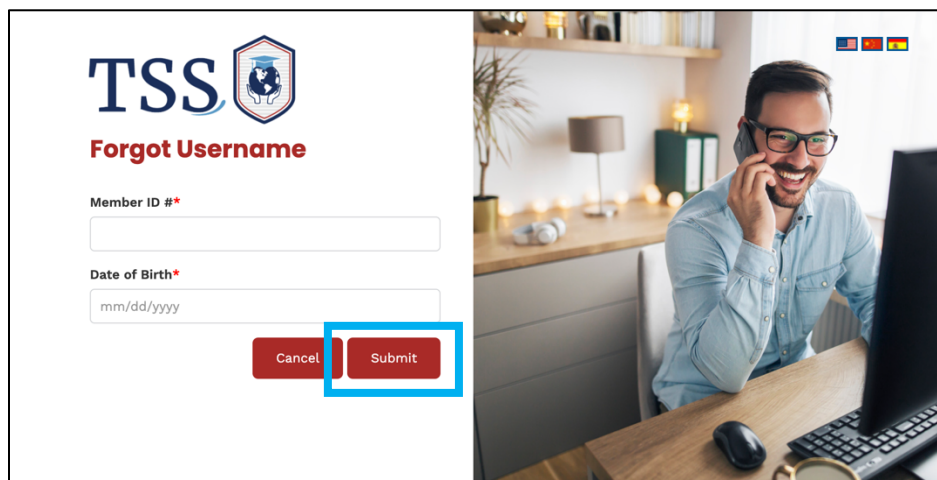 TSS
Forgot Username
Member ID #*
Date of Birth*
mm/dd/yyyy
Cancel
Submit